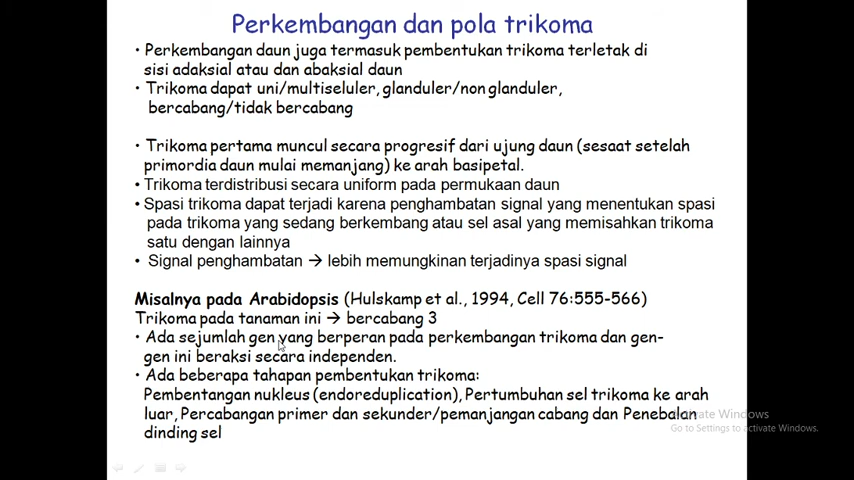 Perkembangan dan pola trikoma
• Perkembangan daun juga termasuk pembentukan trikoma terletak di
sisi adaksial atau dan abaksial daun
• Trikoma dapat uni/multiseluler, glanduler/non glanduler,
bercabang/tidak bercabang
• Trikoma pertama muncul secara progresif dari ujung daun (sesaat setelah
primordia daun mulai memanjang) ke arah basipetal.
• Trikoma terdistribusi secara uniform pada permukaan daun
• Spasi trikoma dapat terjadi karena penghambatan signal yang menentukan spasi
pada trikoma yang sedang berkembang atau sel asal yang memisahkan trikoma
satu dengan lainnya
• Signal penghambatan → lebih memungkinan terjadinya spasi signal
Misalnya pada Arabidopsis (Hulskamp et al., 1994, Cell 76:555-566)
Trikoma pada tanaman ini → bercabang 3
• Ada sejumlah gen yang berperan pada perkembangan trikoma dan gen-
gen ini beraksi secara independen.
• Ada beberapa tahapan pembentukan trikoma:
Pembentangan nukleus (endoreduplication), Pertumbuhan sel trikoma ke arah
luar, Percabangan primer dan sekunder/pemanjangan cabang dan Penebalan
dinding sel
Activate Windows
Go to Settings to activate Windows.